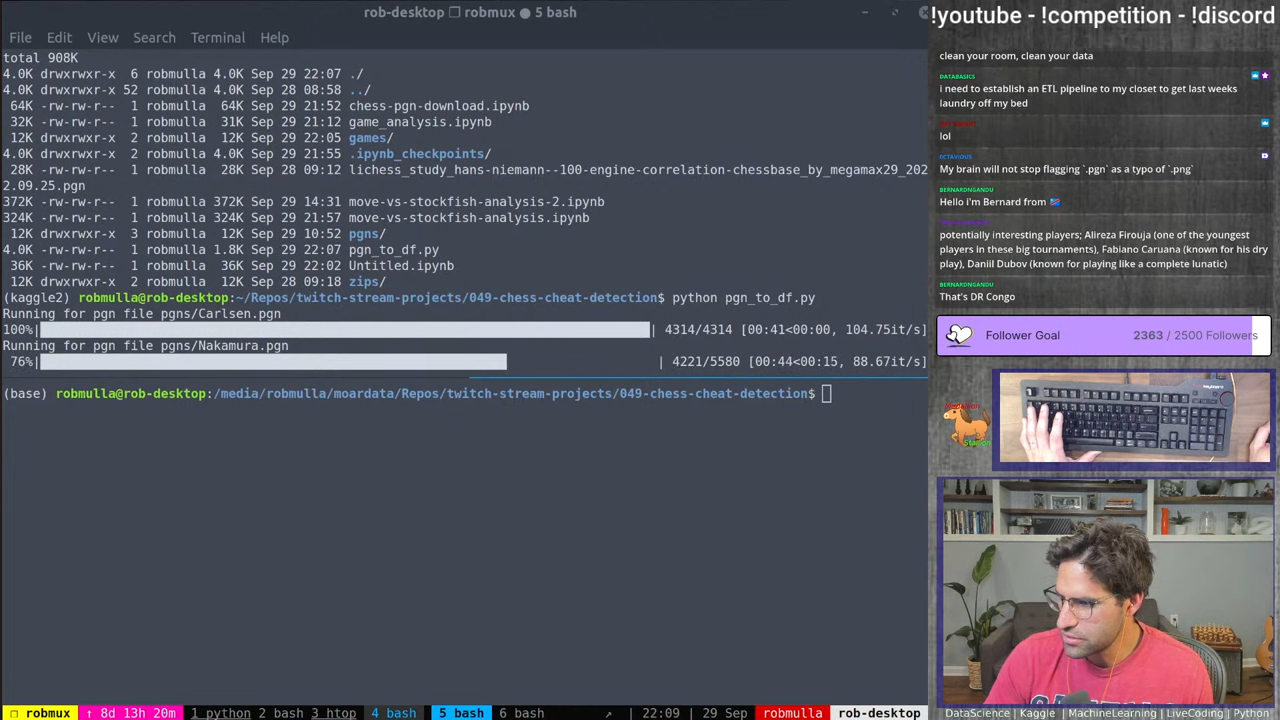 rob-desktop ❐ robmux ● 5 bash
File Edit View Search Terminal Help
total 908K
4.0K drwxrwxr-x 6 robmulla 4.0K Sep 29 22:07 ./
4.0K drwxrwxr-x 52 robmulla 4.0K Sep 28 08:58 ../
64K -rw-rw-r-- 1 robmulla 64K Sep 29 21:52 chess-pgn-download.ipynb
32K -rw-rw-r-- 1 robmulla 31K Sep 29 21:12 game_analysis.ipynb
12K drwxrwxr-x 2 robmulla 12K Sep 29 22:05 games/
4.0K drwxrwxr-x 2 robmulla 4.0K Sep 29 21:55 .ipynb_checkpoints/
28K -rw-rw-r-- 1 robmulla 28K Sep 29 09:12 lichess_study_hans-niemann--100-engine-correlation-chessbase_by_megamax29_202
2.09.25.pgn
372K -rw-rw-r-- 1 robmulla 372K Sep 29 14:31 move-vs-stockfish-analysis-2.ipynb
324K -rw-rw-r-- 1 robmulla 324K Sep 29 21:57 move-vs-stockfish-analysis.ipynb
12K drwxrwxr-x 3 robmulla 12K Sep 29 10:52 pgns/
4.0K -rw-rw-r-- 1 robmulla 1.8K Sep 29 22:07 pgn_to_df.py
36K -rw-rw-r-- 1 robmulla 36K Sep 29 22:02 Untitled.ipynb
12K drwxrwxr-x 2 robmulla 12K Sep 29 09:18 zips/
(kaggle2) robmulla@rob-desktop:~/Repos/twitch-stream-projects/049-chess-cheat-detection$ python pgn_to_df.py
Running for pgn file pgns/Carlsen.pgn
100%| | 4314/4314 [00:41<00:00, 104.75it/s]
Running for pgn file pgns/Nakamura.pgn
76%| | 4221/5580 [00:44<00:15, 88.67it/s]
(base) robmulla@rob-desktop:/media/robmulla/moardata/Repos/twitch-stream-projects/049-chess-cheat-detection$
❐ robmux ↑ 8d 13h 20m 1 python 2 bash 3 htop 4 bash 5 bash 6 bash ↗ | 22:09 | 29 Sep robmulla rob-desktop
!youtube - !competition - !discord
clean your room, clean your data
DATABASICS
i need to establish an ETL pipeline to my closet to get last weeks
laundry off my bed
lol
0CTAVIOUS
My brain will not stop flagging `.pgn` as a typo of `.png`
BERNARDNGANDU
Hello i'm Bernard from 🇨🇩
potentially interesting players; Alireza Firouja (one of the youngest
players in these big tournaments), Fabiano Caruana (known for his dry
play), Daniil Dubov (known for playing like a complete lunatic)
BERNARDNGANDU
That's DR Congo
Follower Goal 2363 / 2500 Followers
Medallion
Stallion
DataScience | Kaggle | MachineLearning | LiveCoding | Python